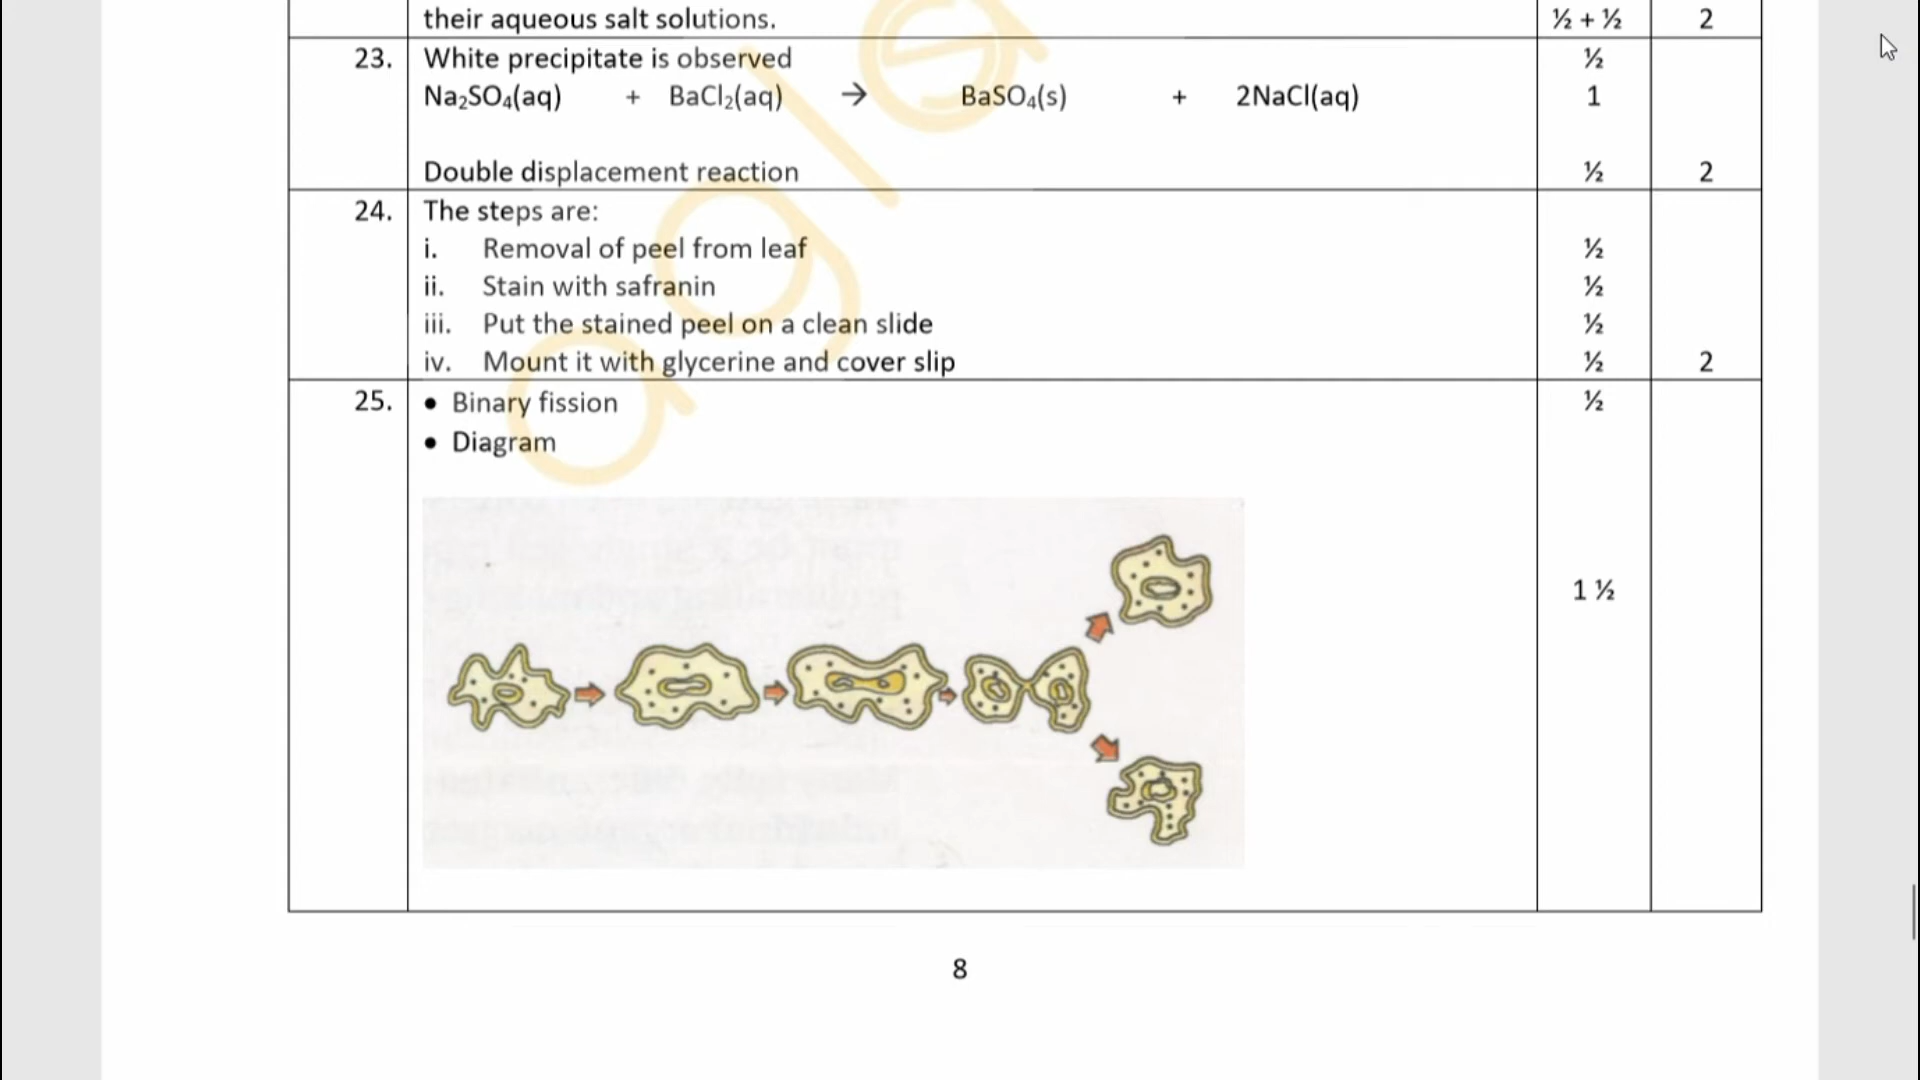 their aqueous salt solutions. ½ + ½ 2
23. White precipitate is observed ½
Na₂SO₄(aq) + BaCl₂(aq) → BaSO₄(s) + 2NaCl(aq) 1
Double displacement reaction ½ 2
24. The steps are:
i. Removal of peel from leaf ½
ii. Stain with safranin ½
iii. Put the stained peel on a clean slide ½
iv. Mount it with glycerine and cover slip ½ 2
25. • Binary fission ½
• Diagram
1 ½
8